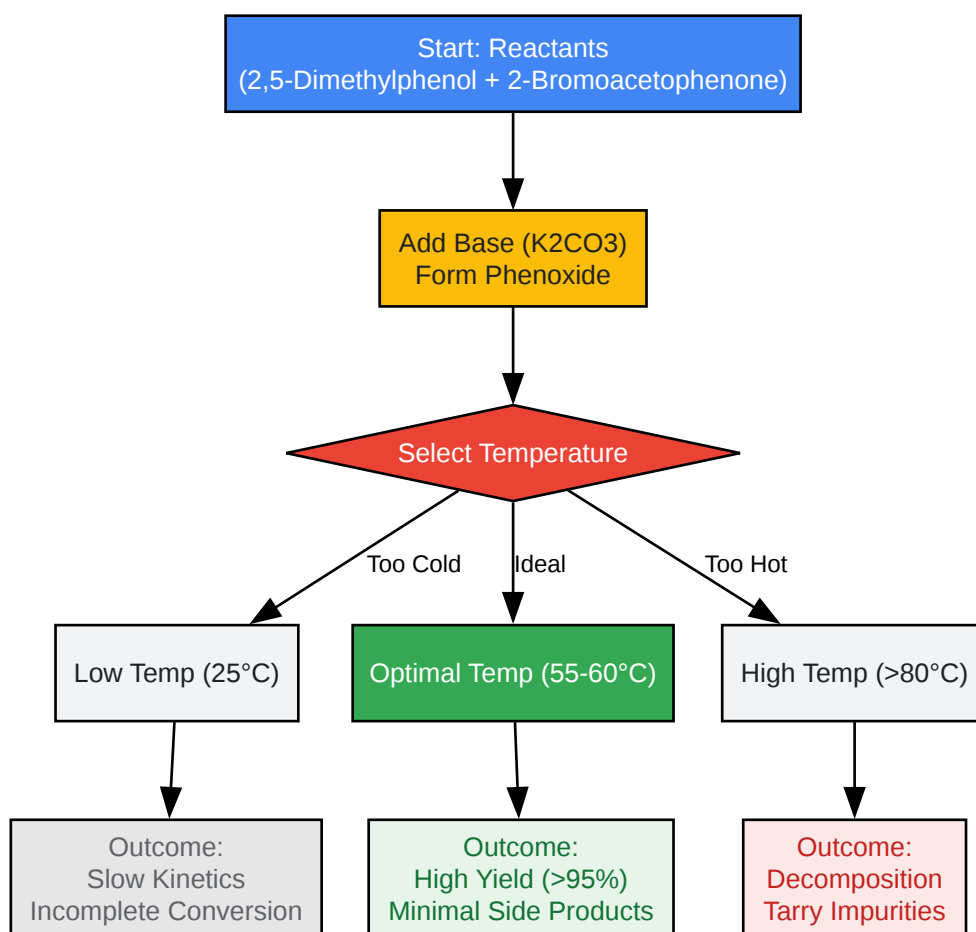 Start: Reactants
(2,5-Dimethylphenol + 2-Bromoacetophenone)
Add Base (K2CO3)
Form Phenoxide
Select Temperature
Too Cold
Ideal
Too Hot
Low Temp (25°C)
Optimal Temp (55-60°C)
High Temp (>80°C)
Outcome:
Slow Kinetics
Incomplete Conversion
Outcome:
High Yield (>95%)
Minimal Side Products
Outcome:
Decomposition
Tarry Impurities